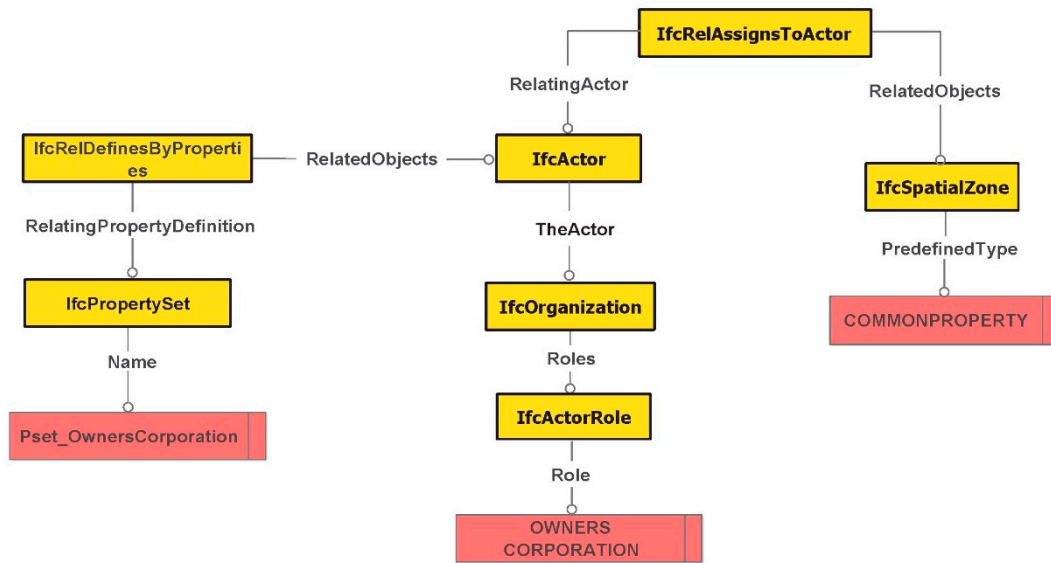 IfcRelAssignsToActor
RelatingActor
RelatedObjects
IfcRelDefinesByProperti
es
RelatedObjects
IfcActor
IfcSpatialZone
RelatingPropertyDefinition
TheActor
PredefinedType
IfcPropertySet
IfcOrganization
COMMONPROPERTY
Name
Roles
Pset_OwnersCorporation
IfcActorRole
Role
OWNERS
CORPORATION